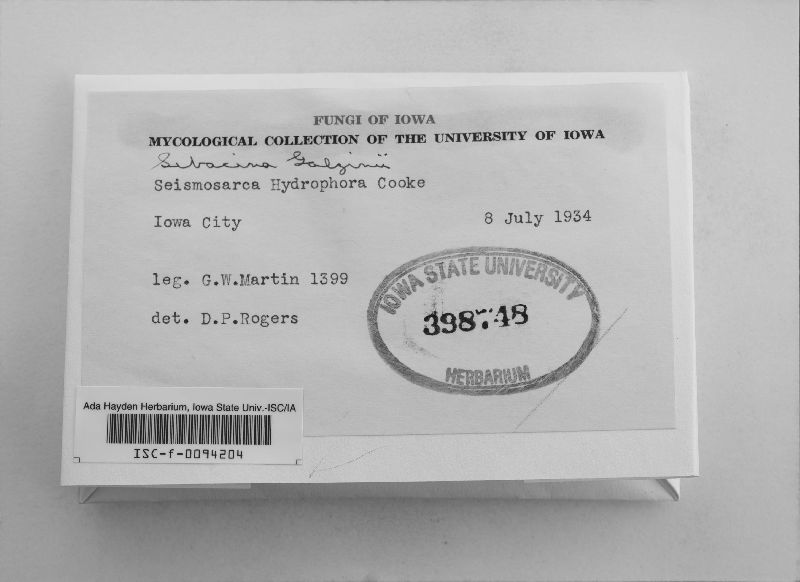 FUNGI OF IOWA
MYCOLOGICAL COLLECTION OF THE UNIVERSITY OF IOWA
Sebacina Galzinii
Seismosarca Hydrophora Cooke
Iowa City 8 July 1934
leg. G.W.Martin 1399
det. D.P.Rogers
IOWA STATE UNIVERSITY
398748
HERBARIUM
Ada Hayden Herbarium, Iowa State Univ.-ISC/IA
ISC-f-0094204